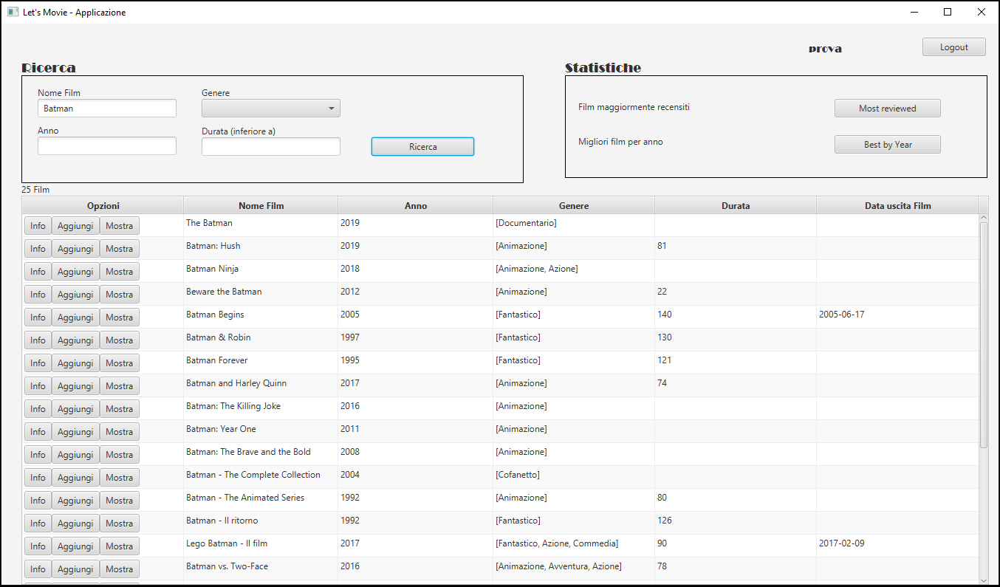 Let's Movie - Applicazione
prova Logout
Ricerca Statistiche
Nome Film Genere
Batman
Film maggiormente recensiti Most reviewed
Anno Durata (inferiore a)
Ricerca
Migliori film per anno Best by Year
25 Film
Opzioni Nome Film Anno Genere Durata Data uscita Film
Info Aggiungi Mostra The Batman 2019 [Documentario]
Info Aggiungi Mostra Batman: Hush 2019 [Animazione] 81
Info Aggiungi Mostra Batman Ninja 2018 [Animazione, Azione]
Info Aggiungi Mostra Beware the Batman 2012 [Animazione] 22
Info Aggiungi Mostra Batman Begins 2005 [Fantastico] 140 2005-06-17
Info Aggiungi Mostra Batman & Robin 1997 [Fantastico] 130
Info Aggiungi Mostra Batman Forever 1995 [Fantastico] 121
Info Aggiungi Mostra Batman and Harley Quinn 2017 [Animazione] 74
Info Aggiungi Mostra Batman: The Killing Joke 2016 [Animazione]
Info Aggiungi Mostra Batman: Year One 2011 [Animazione]
Info Aggiungi Mostra Batman: The Brave and the Bold 2008 [Animazione]
Info Aggiungi Mostra Batman - The Complete Collection 2004 [Cofanetto]
Info Aggiungi Mostra Batman - The Animated Series 1992 [Animazione] 80
Info Aggiungi Mostra Batman - Il ritorno 1992 [Fantastico] 126
Info Aggiungi Mostra Lego Batman - Il film 2017 [Fantastico, Azione, Commedia] 90 2017-02-09
Info Aggiungi Mostra Batman vs. Two-Face 2016 [Animazione, Avventura, Azione] 78